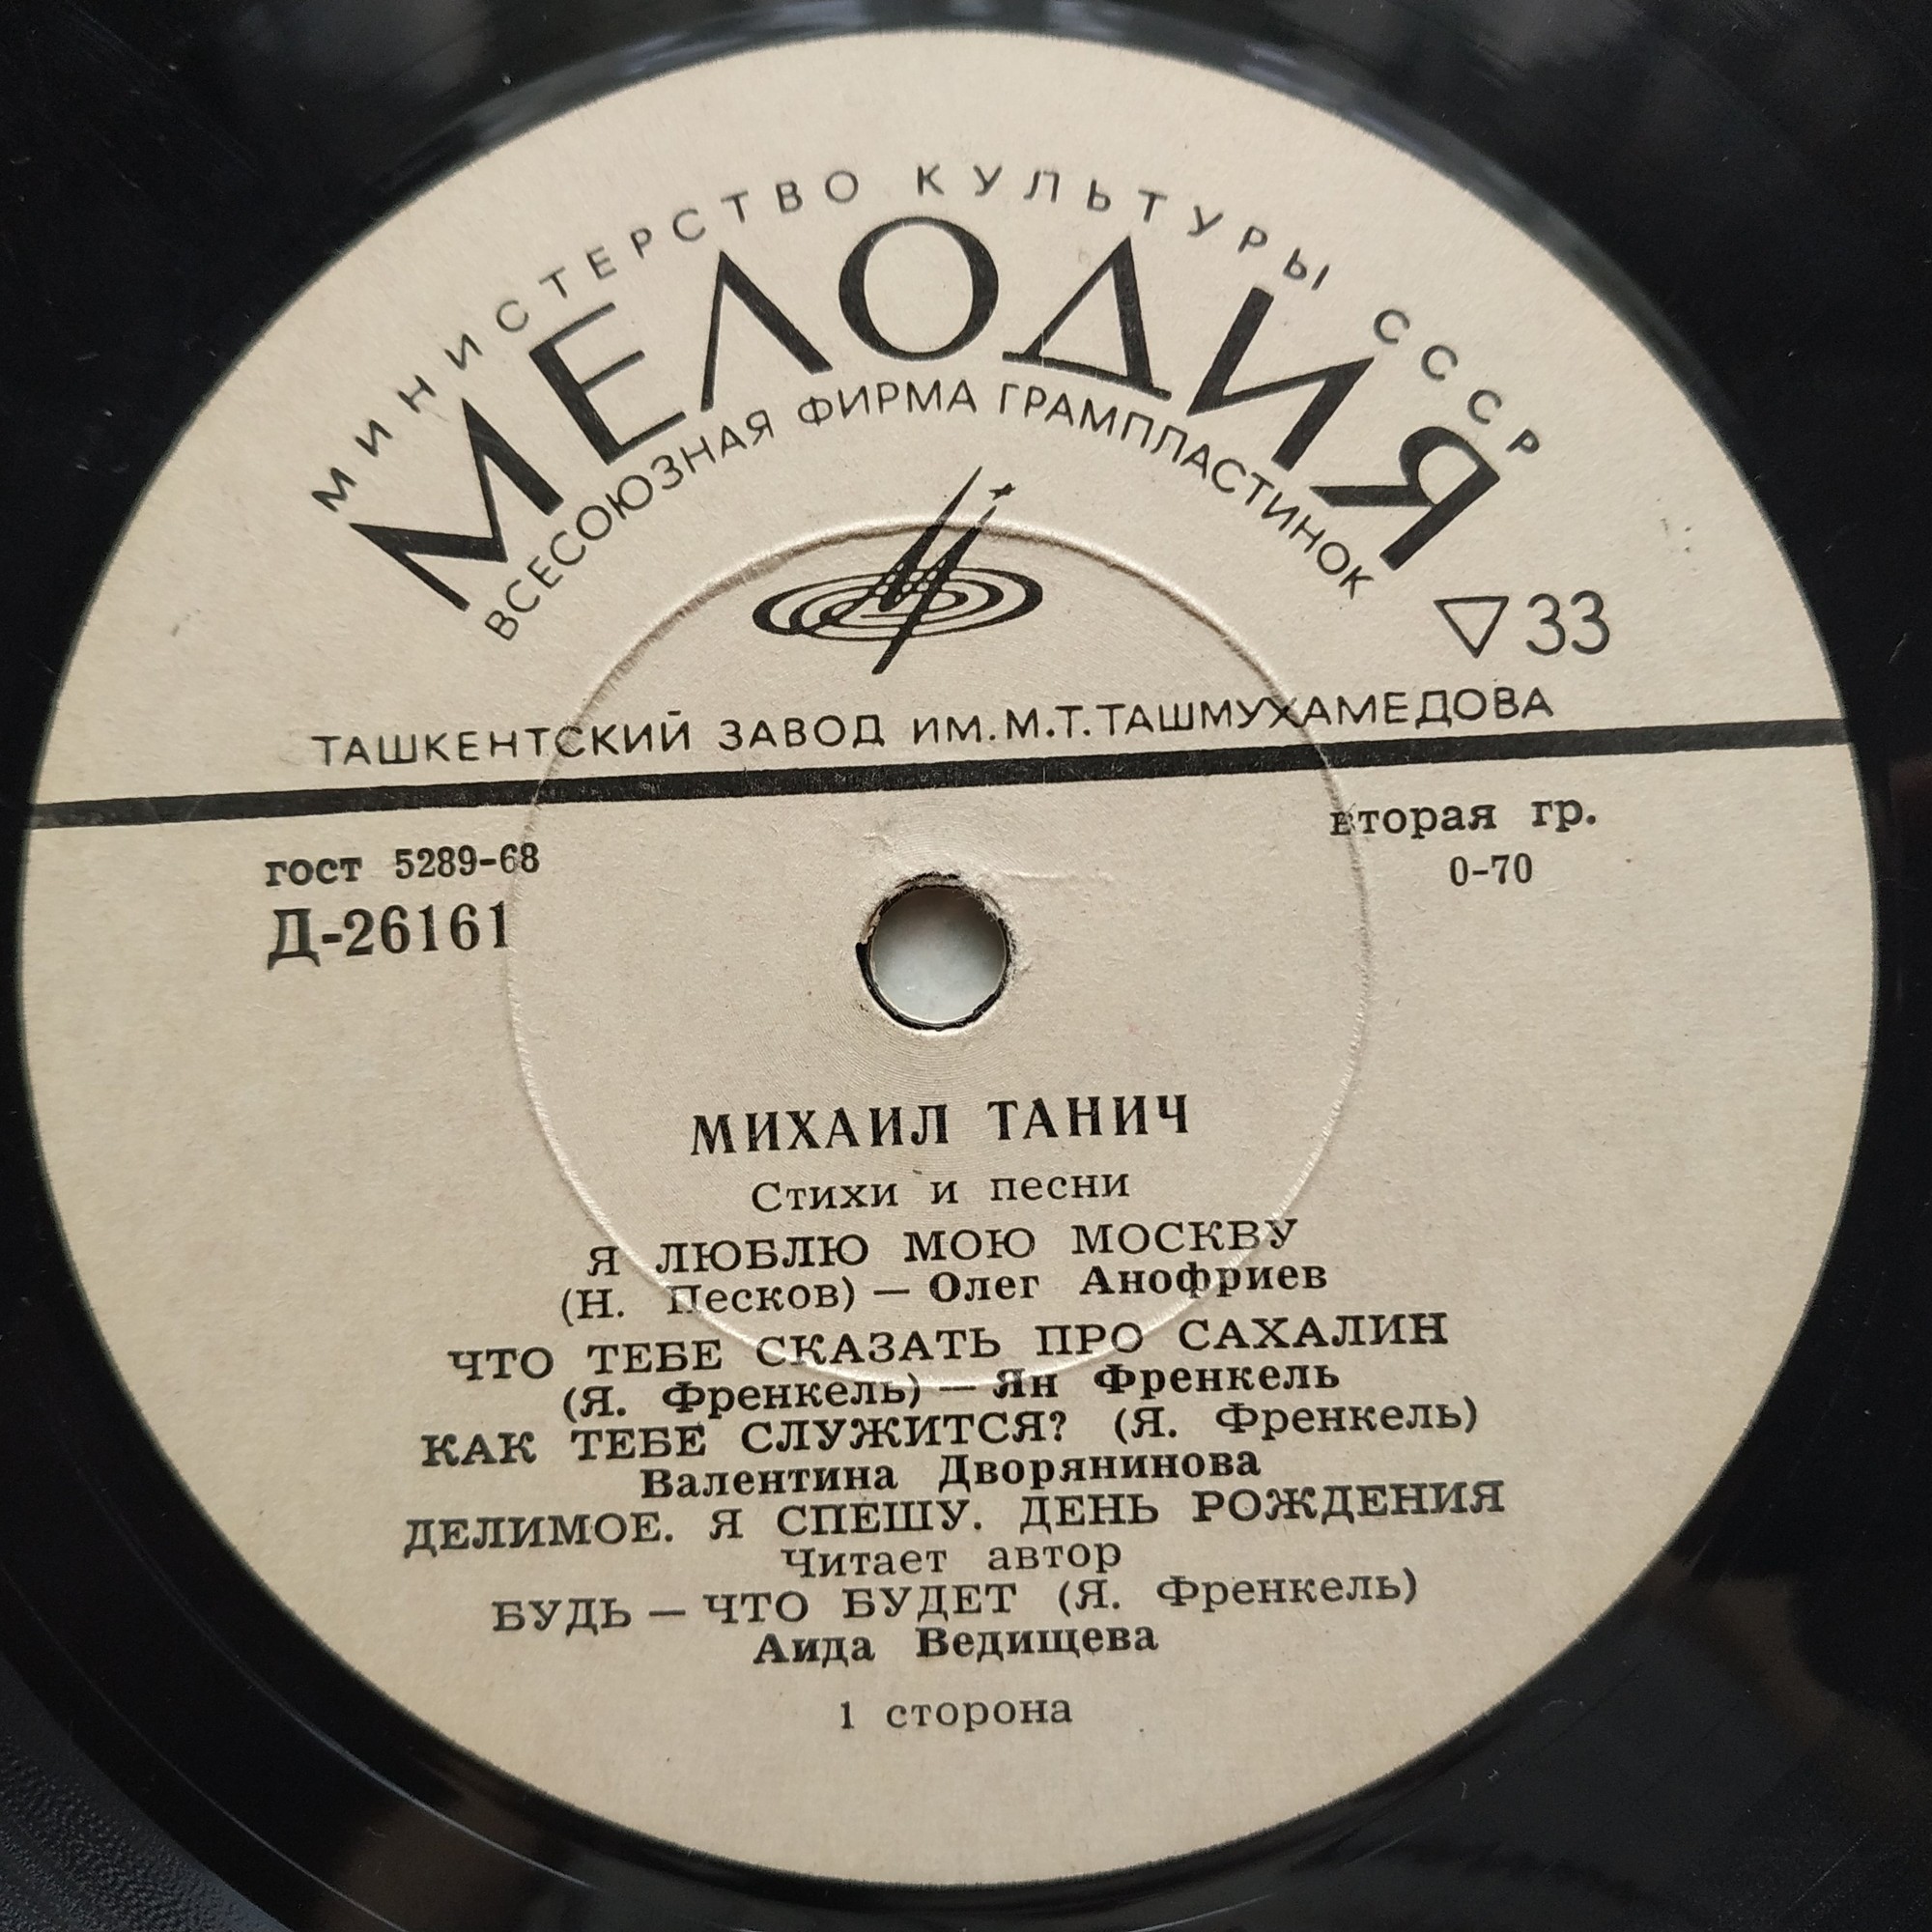 МИНИСТЕРСТВО КУЛЬТУРЫ СССР
МЕЛОДИЯ
ВСЕСОЮЗНАЯ ФИРМА ГРАМПЛАСТИНОК
33
ТАШКЕНТСКИЙ ЗАВОД ИМ. М.Т. ТАШМУХАМЕДОВА
гост 5289-68
вторая гр.
Д-26161
0-70
МИХАИЛ ТАНИЧ
Стихи и песни
Я ЛЮБЛЮ МОЮ МОСКВУ
(Н. Песков) — Олег Анофриев
ЧТО ТЕБЕ СКАЗАТЬ ПРО САХАЛИН
(Я. Френкель) — Ян Френкель
КАК ТЕБЕ СЛУЖИТСЯ? (Я. Френкель)
Валентина Дворянинова
ДЕЛИМОЕ. Я СПЕШУ. ДЕНЬ РОЖДЕНИЯ
Читает автор
БУДЬ — ЧТО БУДЕТ (Я. Френкель)
Аида Ведищева
1 сторона